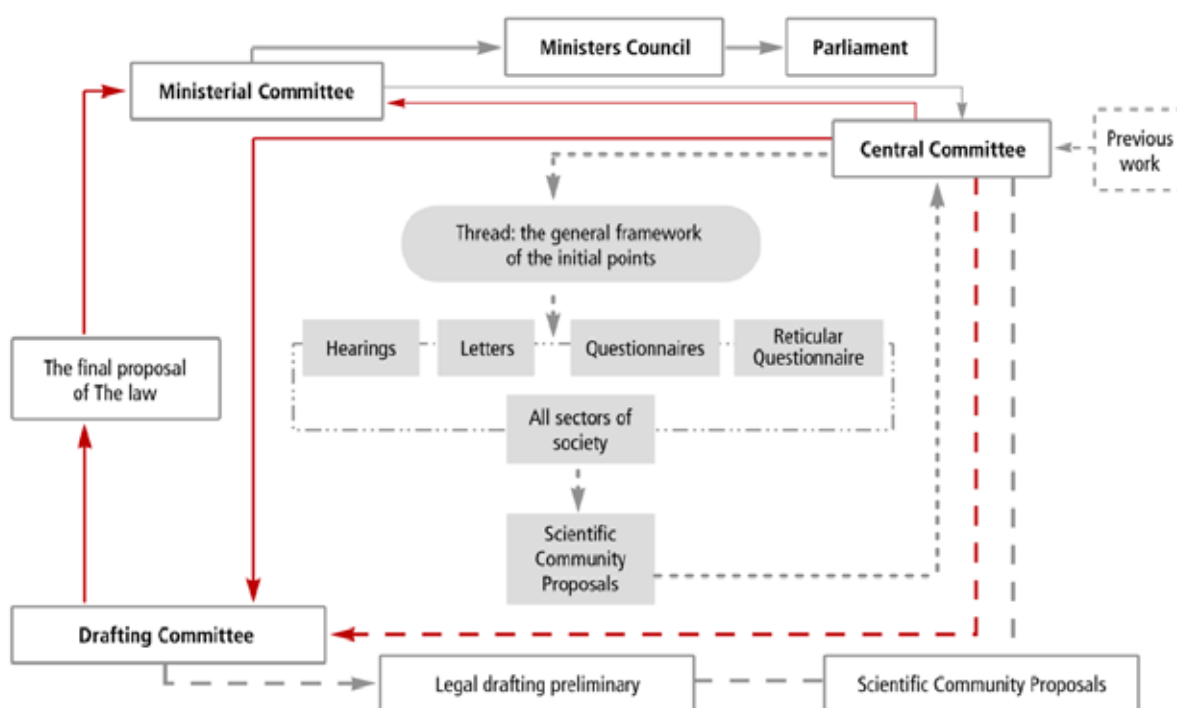 Ministers Council
Parliament
Ministerial Committee
Central Committee
Previous
work
Thread: the general framework
of the initial points
Hearings
Letters
Questionnaires
Reticular
Questionnaire
The final proposal
of The law
All sectors of
society
Scientific
Community
Proposals
Drafting Committee
Legal drafting preliminary
Scientific Community Proposals